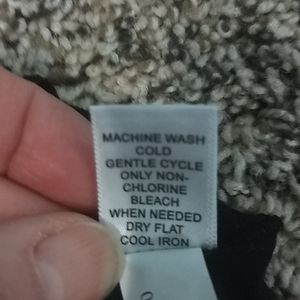 MACHINE WASH
COLD
GENTLE CYCLE
ONLY NON-
CHLORINE
BLEACH
WHEN NEEDED
DRY FLAT
COOL IRON